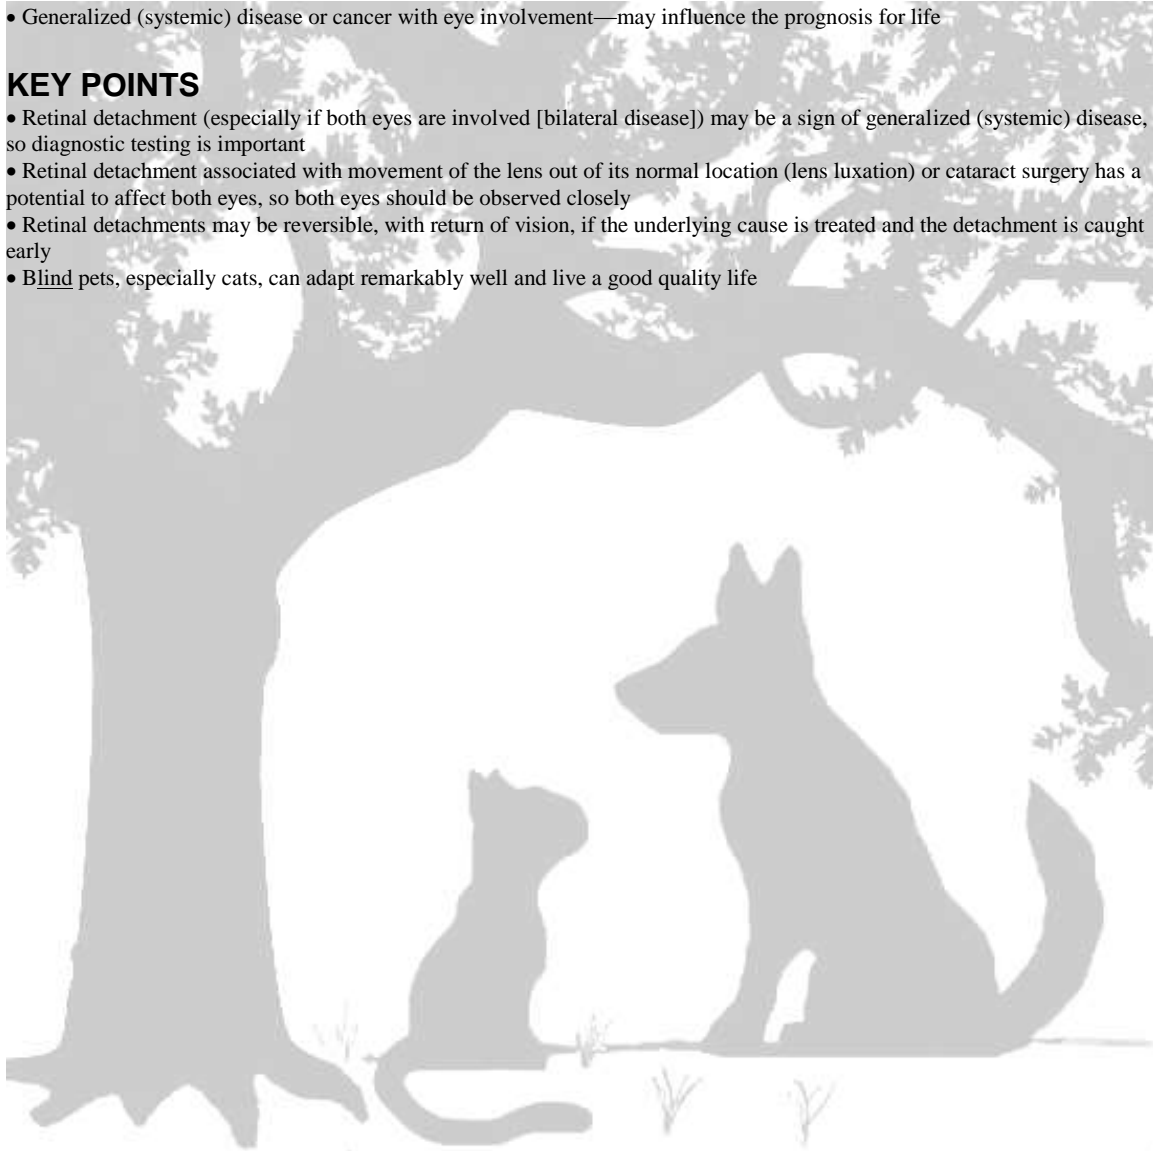 • Generalized (systemic) disease or cancer with eye involvement—may influence the prognosis for life
KEY POINTS
• Retinal detachment (especially if both eyes are involved [bilateral disease]) may be a sign of generalized (systemic) disease,
so diagnostic testing is important
• Retinal detachment associated with movement of the lens out of its normal location (lens luxation) or cataract surgery has a
potential to affect both eyes, so both eyes should be observed closely
• Retinal detachments may be reversible, with return of vision, if the underlying cause is treated and the detachment is caught
early
• Blind pets, especially cats, can adapt remarkably well and live a good quality life